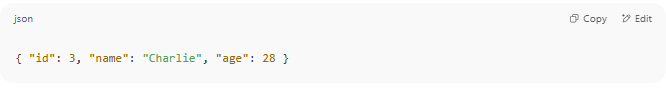 json Copy Edit
{ "id": 3, "name": "Charlie", "age": 28 }